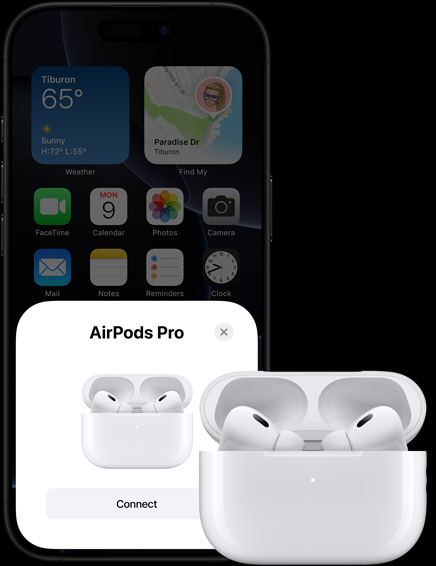 Tiburon
65°
Sunny
H:72° L:55°
Weather
Paradise Dr
Tiburon
Find My
FaceTime
MON
9
Calendar
Photos
Camera
Mail
Notes
Reminders
Clock
AirPods Pro
Connect